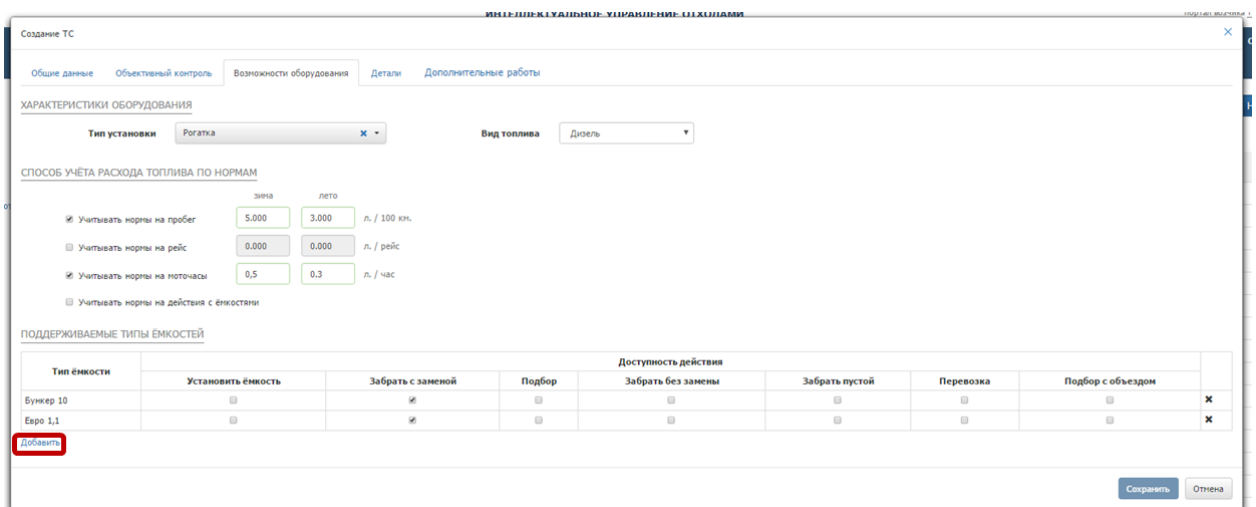 ИНТЕЛЛЕКТУАЛЬНОЕ УПРАВЛЕНИЕ ОТХОДАМИ
Создание ТС
Общие данные Объективный контроль Возможности оборудования Детали Дополнительные работы
ХАРАКТЕРИСТИКИ ОБОРУДОВАНИЯ
Тип установки Рогатка Вид топлива Дизель
СПОСОБ УЧЁТА РАСХОДА ТОПЛИВА ПО НОРМАМ
зима лето
Учитывать нормы на пробег 5.000 3.000 л. / 100 км.
Учитывать нормы на рейс 0.000 0.000 л. / рейс
Учитывать нормы на моточасы 0,5 0.3 л. / час
Учитывать нормы на действия с ёмкостями
ПОДДЕРЖИВАЕМЫЕ ТИПЫ ЁМКОСТЕЙ
Тип ёмкости Доступность действия
Установить ёмкость Забрать с заменой Подбор Забрать без замены Забрать пустой Перевозка Подбор с объездом
Бункер 10
Евро 1,1
Добавить
Сохранить Отмена